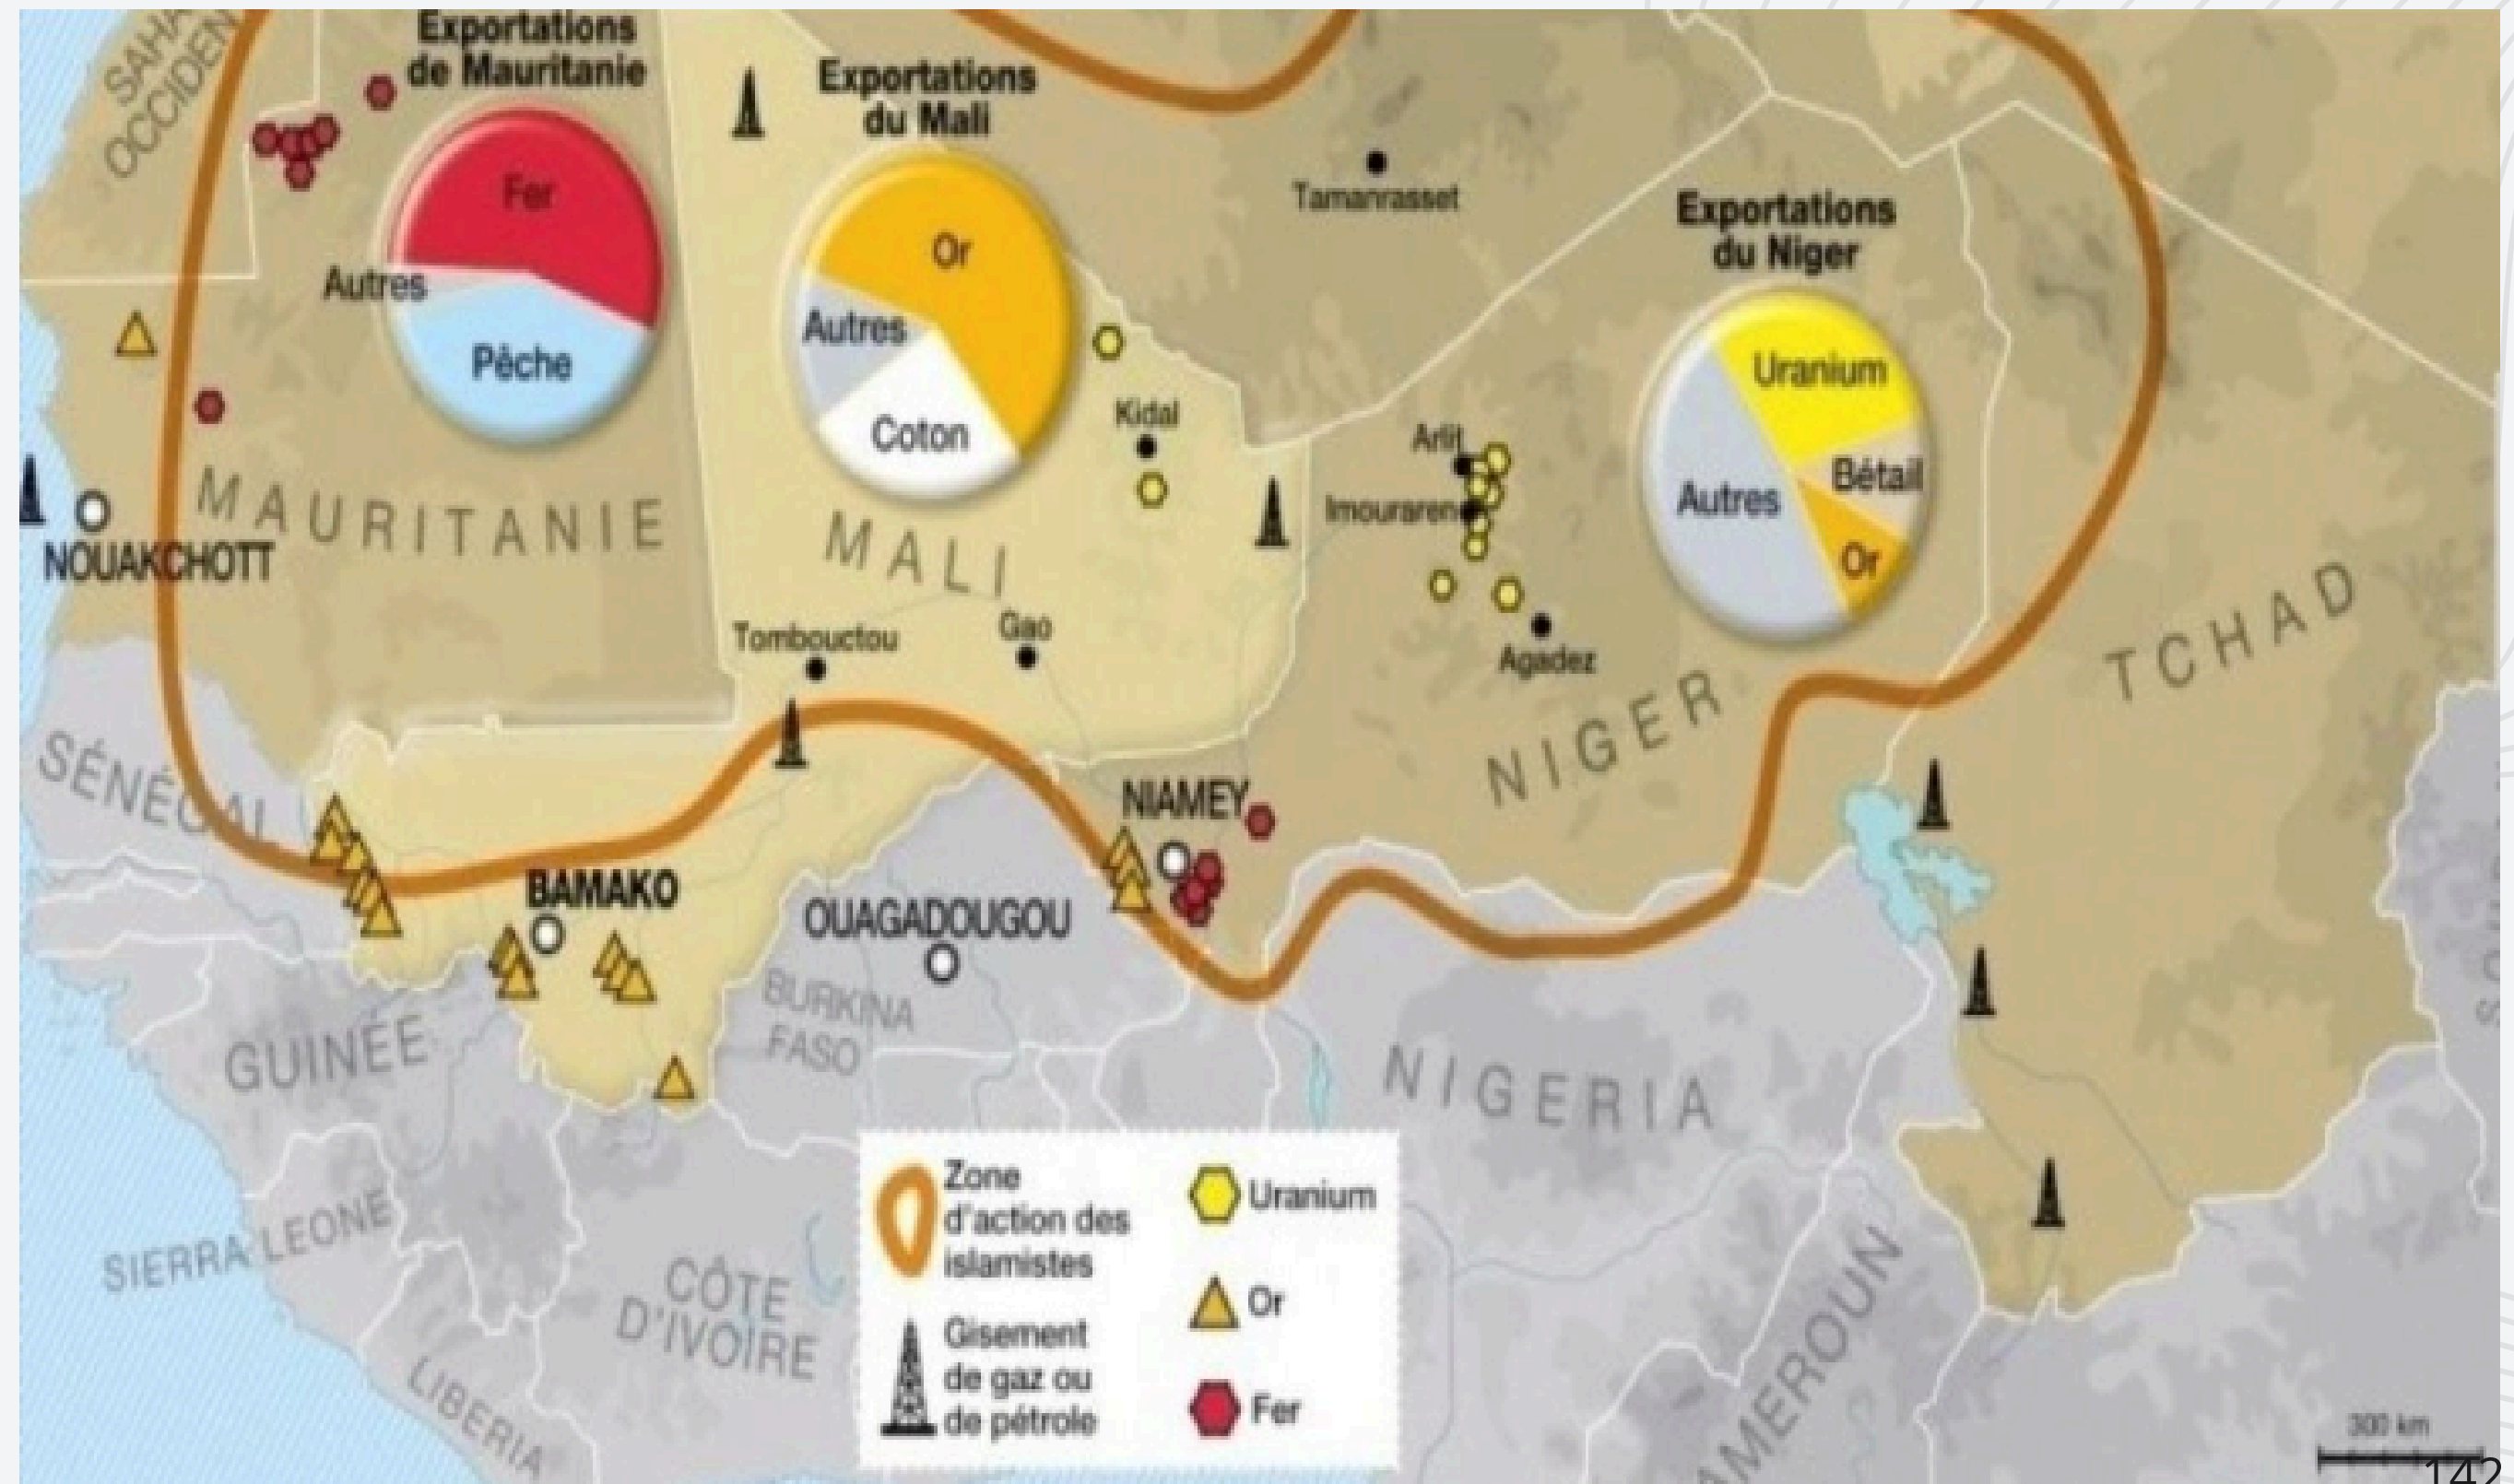 SAHA
OCCIDEN
Exportations
de Mauritanie
Fer
Autres
Pêche
Exportations
du Mali
Or
Autres
Coton
Tamanrasset
Exportations
du Niger
Uranium
Bétail
Autres
Or
Kidal
Arlit
Imouraren
Agadez
NOUAKCHOTT
MAURITANIE
MALI
Tombouctou
Gao
NIGER
TCHAD
SÉNÉGAL
NIAMEY
BAMAKO
OUAGADOUGOU
BURKINA
FASO
GUINÉE
NIGERIA
SIERRA LEONE
CÔTE
D'IVOIRE
LIBERIA
AMEROUN
Zone
d'action des
islamistes
Gisement
de gaz ou
de pétrole
Uranium
Or
Fer
300 km
142